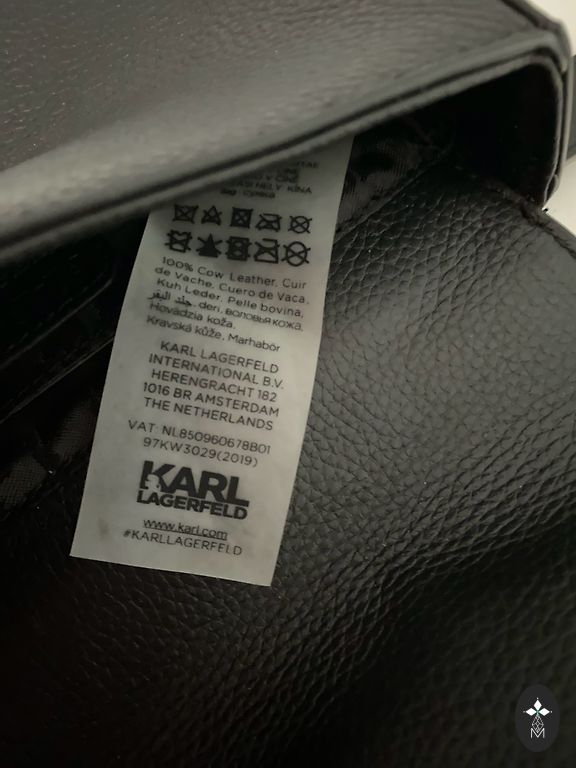 100% Cow Leather, Cuir
de Vache, Cuero de Vaca,
Kuh Leder, Pelle bovina,
جلد البقر, deri, воловья кожа,
Hovädzia koža,
Kravská kůže, Marhabőr
KARL LAGERFELD
INTERNATIONAL B.V.
HERENGRACHT 182
1016 BR AMSTERDAM
THE NETHERLANDS
VAT: NL850960678B01
97KW3029(2019)
KARL
LAGERFELD
www.karl.com
#KARLLAGERFELD
M